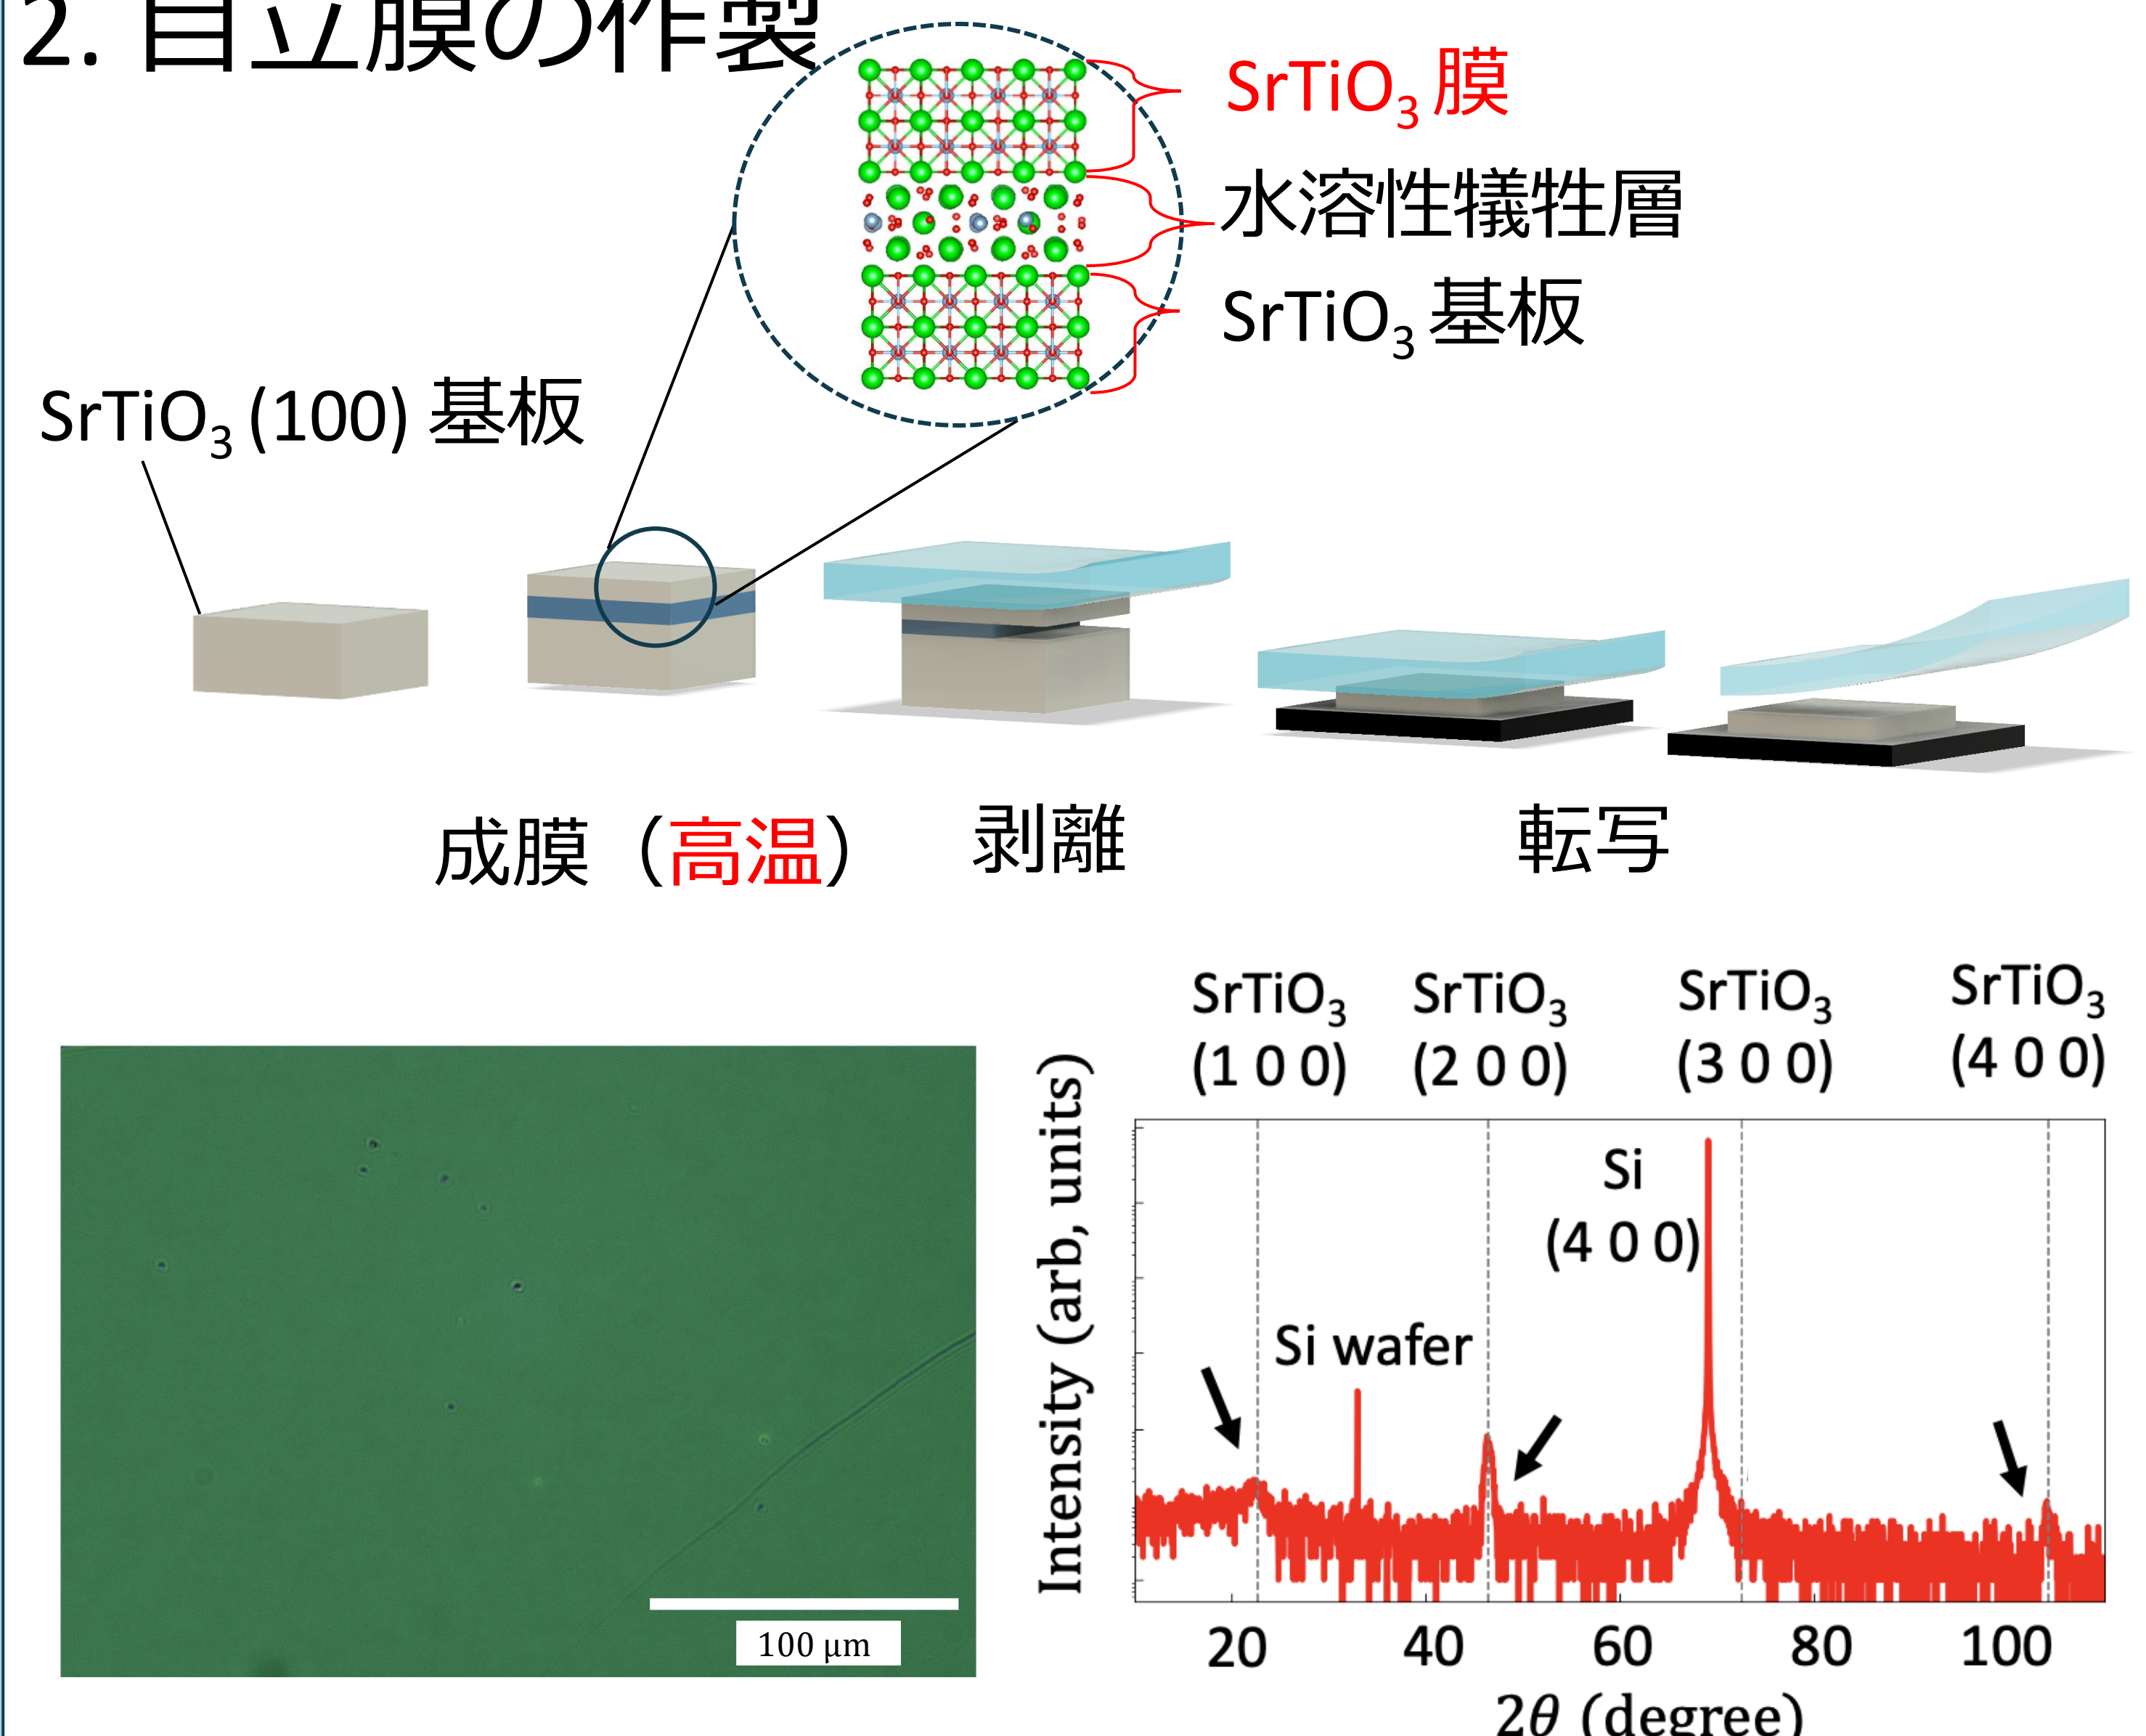 2. 自立膜の作製
SrTiO₃ 膜
水溶性犠牲層
SrTiO₃ 基板
SrTiO₃ (100) 基板
成膜（高温）
剥離
転写
100 μm
SrTiO₃
(1 0 0)
SrTiO₃
(2 0 0)
SrTiO₃
(3 0 0)
SrTiO₃
(4 0 0)
Intensity (arb, units)
Si
(4 0 0)
Si wafer
20 40 60 80 100
2θ (degree)